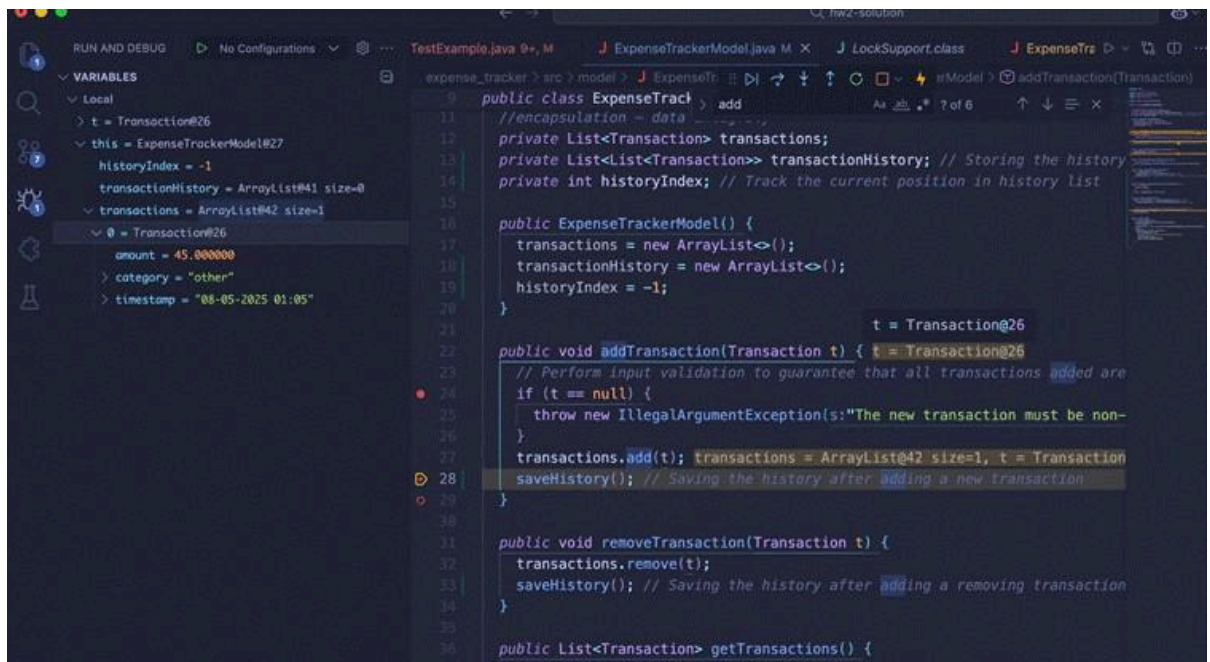 hw2-solution
RUN AND DEBUG
No Configurations
TestExample.java 9+, M
ExpenseTrackerModel.java M
LockSupport.class
ExpenseTra
VARIABLES
Local
t = Transaction@26
this = ExpenseTrackerModel@27
historyIndex = -1
transactionHistory = ArrayList@41 size=0
transactions = ArrayList@42 size=1
0 = Transaction@26
amount = 45.000000
category = "other"
timestamp = "08-05-2025 01:05"
1
7
1
expense_tracker > src > model > ExpenseTr
rModel > addTransaction(Transaction)
add
Aa ab .* ? of 6
9 public class ExpenseTrack
11 //encapsulation - data
12 private List<Transaction> transactions;
13 private List<List<Transaction>> transactionHistory; // Storing the history
14 private int historyIndex; // Track the current position in history list
15
16 public ExpenseTrackerModel() {
17 transactions = new ArrayList<>();
18 transactionHistory = new ArrayList<>();
19 historyIndex = -1;
20 }
21
t = Transaction@26
22 public void addTransaction(Transaction t) { t = Transaction@26
23 // Perform input validation to guarantee that all transactions added are
24 if (t == null) {
25 throw new IllegalArgumentException(s:"The new transaction must be non-
26 }
27 transactions.add(t); transactions = ArrayList@42 size=1, t = Transaction
28 saveHistory(); // Saving the history after adding a new transaction
29 }
30
31 public void removeTransaction(Transaction t) {
32 transactions.remove(t);
33 saveHistory(); // Saving the history after adding a removing transaction
34 }
35
36 public List<Transaction> getTransactions() {